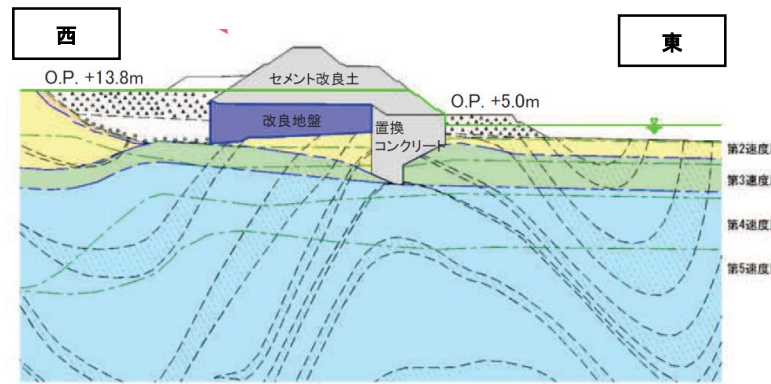 西
東
O.P. +13.8m
セメント改良土
O.P. +5.0m
改良地盤
置換
コンクリート
第2速度
第3速度
第4速度
第5速度